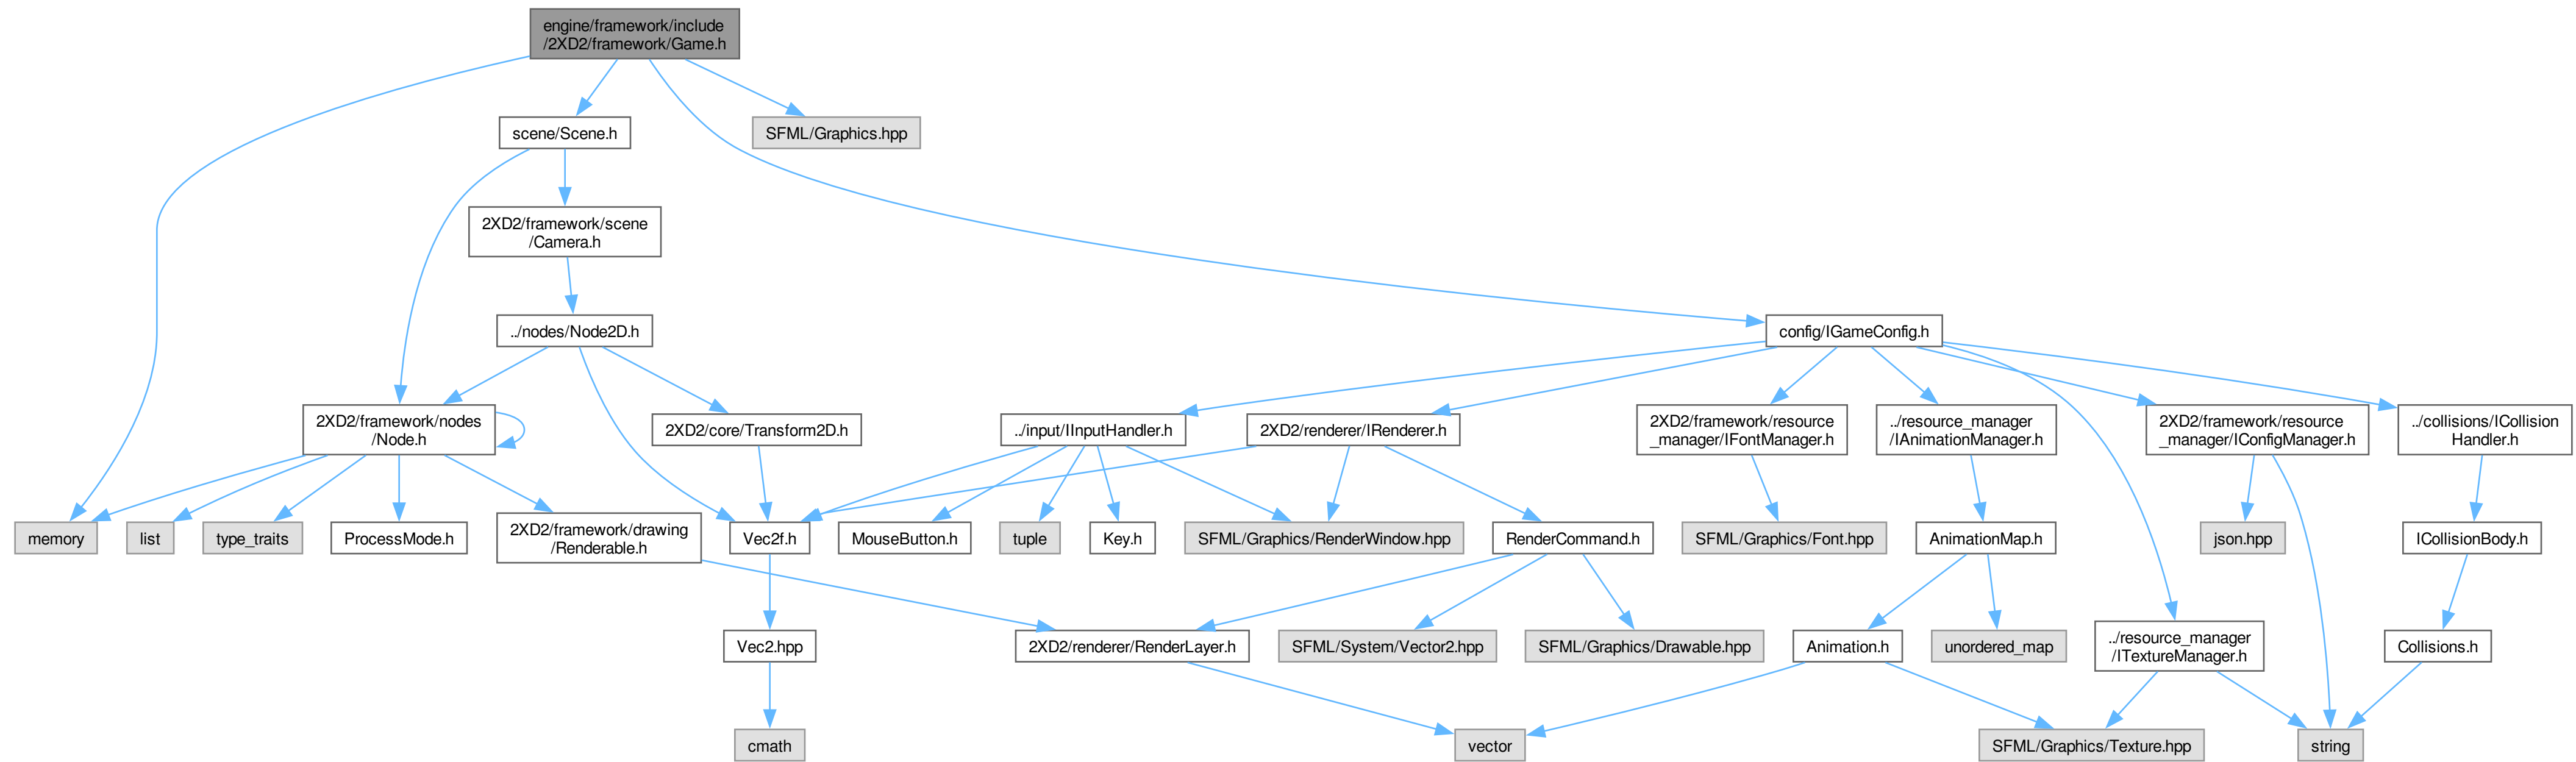 engine/framework/include
/2XD2/framework/Game.h
scene/Scene.h
SFML/Graphics.hpp
2XD2/framework/scene
/Camera.h
../nodes/Node2D.h
config/IGameConfig.h
2XD2/framework/nodes
/Node.h
2XD2/core/Transform2D.h
../input/IInputHandler.h
2XD2/renderer/IRenderer.h
2XD2/framework/resource
_manager/IFontManager.h
../resource_manager
/IAnimationManager.h
2XD2/framework/resource
_manager/IConfigManager.h
../collisions/ICollision
Handler.h
memory
list
type_traits
ProcessMode.h
2XD2/framework/drawing
/Renderable.h
Vec2f.h
MouseButton.h
tuple
Key.h
SFML/Graphics/RenderWindow.hpp
RenderCommand.h
SFML/Graphics/Font.hpp
AnimationMap.h
json.hpp
ICollisionBody.h
Vec2.hpp
2XD2/renderer/RenderLayer.h
SFML/System/Vector2.hpp
SFML/Graphics/Drawable.hpp
Animation.h
unordered_map
../resource_manager
/ITextureManager.h
Collisions.h
cmath
vector
SFML/Graphics/Texture.hpp
string